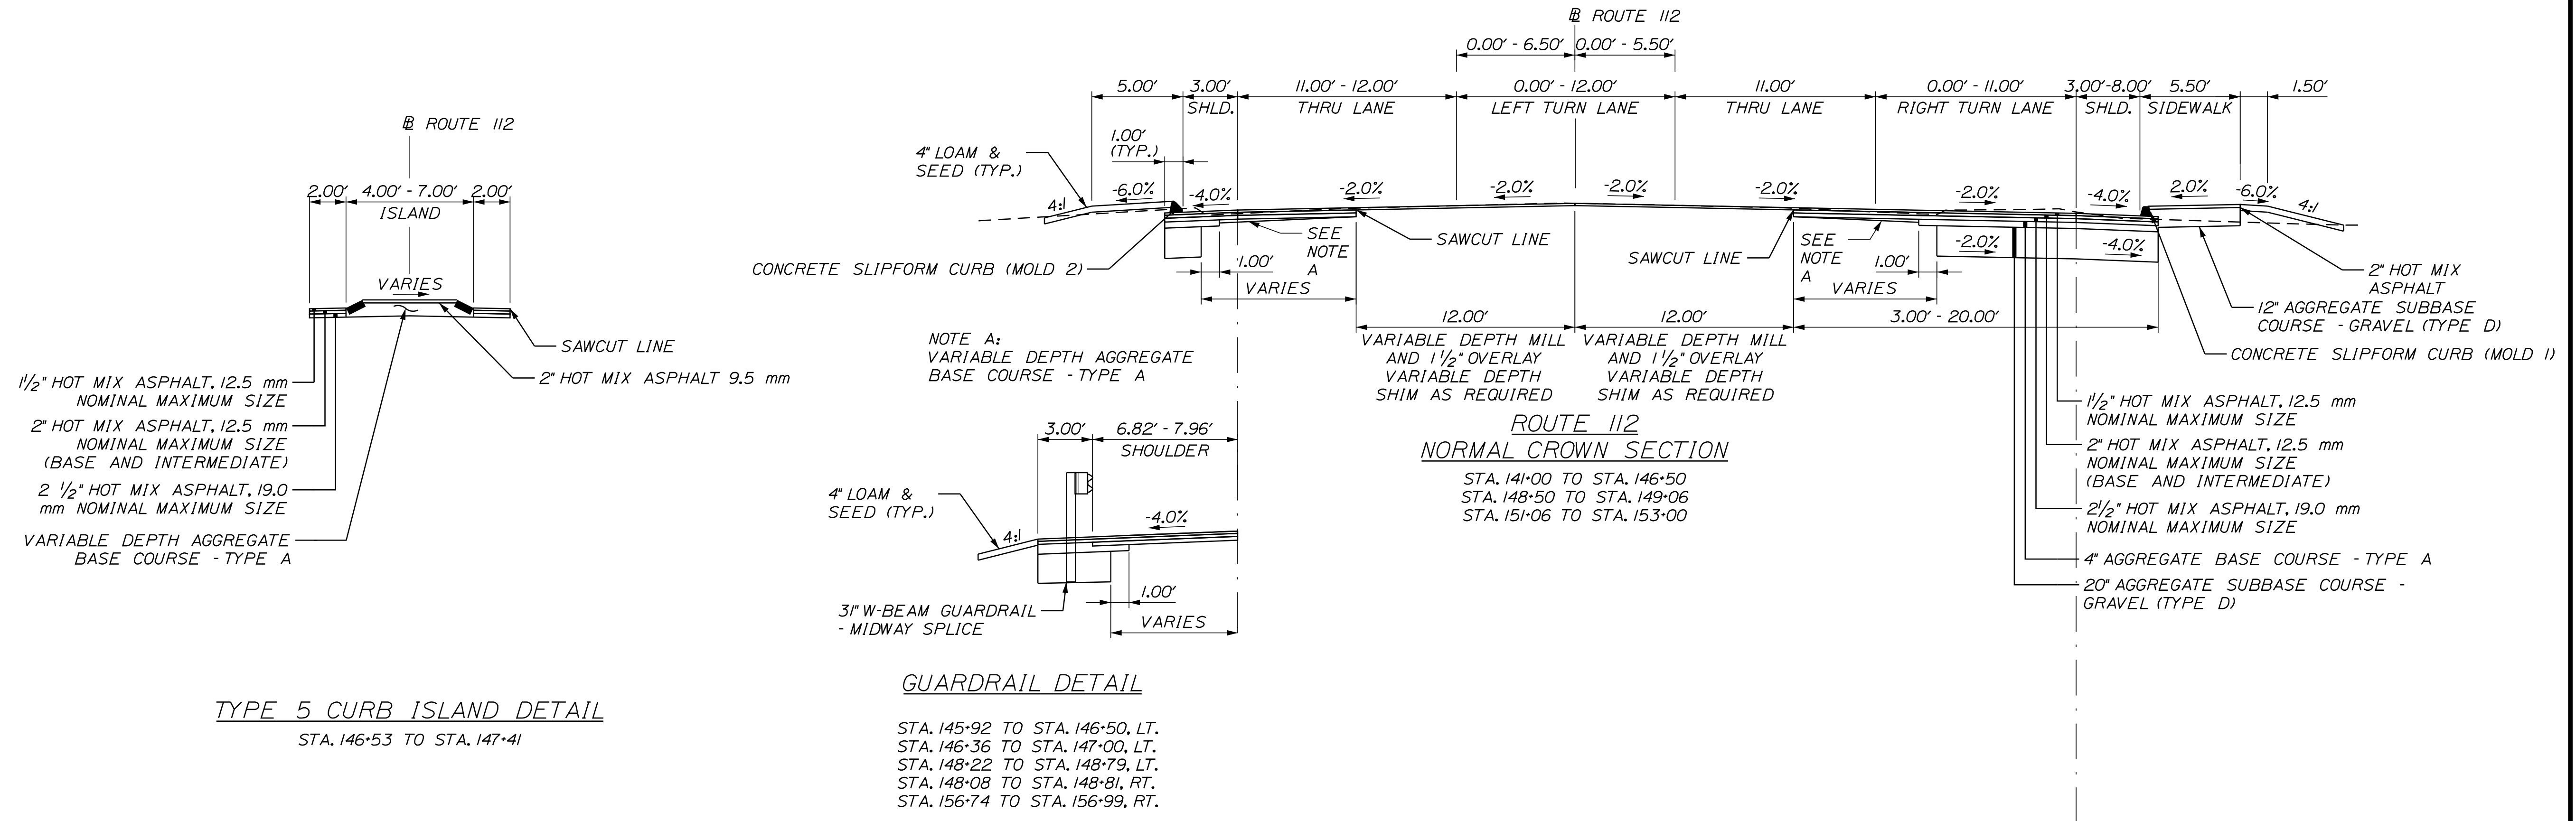 ℄ ROUTE 112
2.00' 4.00' - 7.00' 2.00'
ISLAND
VARIES
SAWCUT LINE
2" HOT MIX ASPHALT 9.5 mm
1 1/2" HOT MIX ASPHALT, 12.5 mm
NOMINAL MAXIMUM SIZE
2" HOT MIX ASPHALT, 12.5 mm
NOMINAL MAXIMUM SIZE
(BASE AND INTERMEDIATE)
2 1/2" HOT MIX ASPHALT, 19.0
mm NOMINAL MAXIMUM SIZE
VARIABLE DEPTH AGGREGATE
BASE COURSE - TYPE A
TYPE 5 CURB ISLAND DETAIL
STA. 146+53 TO STA. 147+41
℄ ROUTE 112
0.00' - 6.50' 0.00' - 5.50'
5.00' 3.00' 11.00' - 12.00' 0.00' - 12.00' 11.00' 0.00' - 11.00' 3.00'-8.00' 5.50' 1.50'
SHLD. THRU LANE LEFT TURN LANE THRU LANE RIGHT TURN LANE SHLD. SIDEWALK
1.00'
(TYP.)
4" LOAM &
SEED (TYP.)
4:1
-6.0% -4.0% -2.0% -2.0% -2.0% -2.0% -2.0% -4.0% 2.0% -6.0%
4:1
SEE
NOTE
A
SAWCUT LINE
SAWCUT LINE
SEE
NOTE
A
-2.0% -4.0%
CONCRETE SLIPFORM CURB (MOLD 2)
1.00'
VARIES
1.00'
VARIES
2" HOT MIX
ASPHALT
12" AGGREGATE SUBBASE
COURSE - GRAVEL (TYPE D)
CONCRETE SLIPFORM CURB (MOLD 1)
12.00' 12.00' 3.00' - 20.00'
VARIABLE DEPTH MILL
AND 1 1/2" OVERLAY
VARIABLE DEPTH
SHIM AS REQUIRED
VARIABLE DEPTH MILL
AND 1 1/2" OVERLAY
VARIABLE DEPTH
SHIM AS REQUIRED
NOTE A:
VARIABLE DEPTH AGGREGATE
BASE COURSE - TYPE A
1 1/2" HOT MIX ASPHALT, 12.5 mm
NOMINAL MAXIMUM SIZE
2" HOT MIX ASPHALT, 12.5 mm
NOMINAL MAXIMUM SIZE
(BASE AND INTERMEDIATE)
2 1/2" HOT MIX ASPHALT, 19.0 mm
NOMINAL MAXIMUM SIZE
4" AGGREGATE BASE COURSE - TYPE A
20" AGGREGATE SUBBASE COURSE -
GRAVEL (TYPE D)
ROUTE 112
NORMAL CROWN SECTION
STA. 141+00 TO STA. 146+50
STA. 148+50 TO STA. 149+06
STA. 151+06 TO STA. 153+00
3.00' 6.82' - 7.96'
SHOULDER
4" LOAM &
SEED (TYP.)
4:1
-4.0%
1.00'
VARIES
31" W-BEAM GUARDRAIL
- MIDWAY SPLICE
GUARDRAIL DETAIL
STA. 145+92 TO STA. 146+50, LT.
STA. 146+36 TO STA. 147+00, LT.
STA. 148+22 TO STA. 148+79, LT.
STA. 148+08 TO STA. 148+81, RT.
STA. 156+74 TO STA. 156+99, RT.